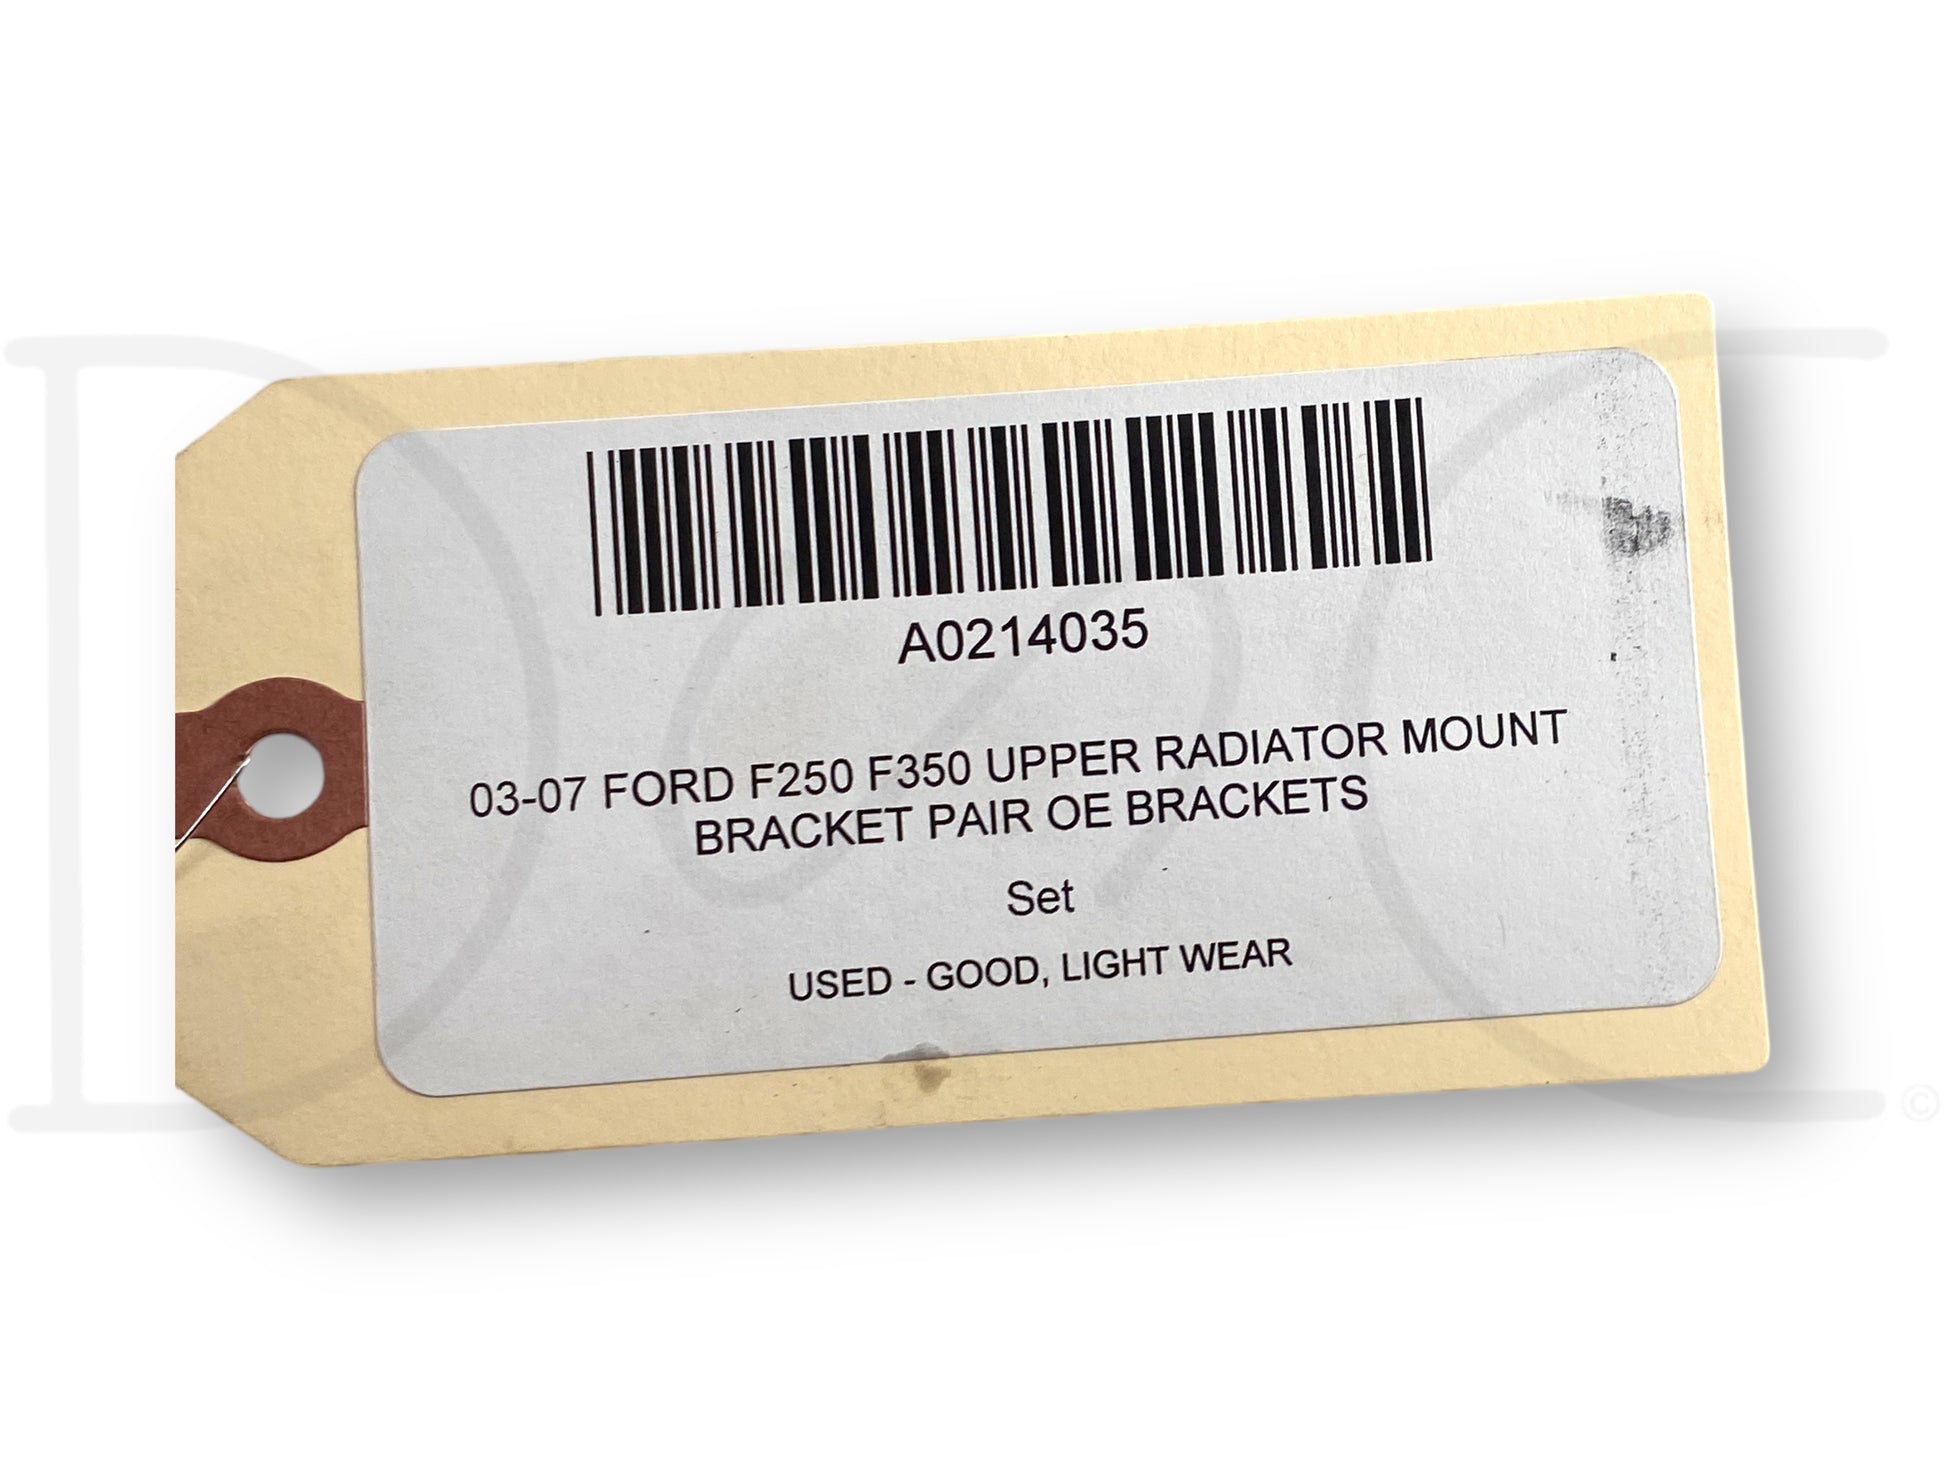 A0214035
03-07 FORD F250 F350 UPPER RADIATOR MOUNT
BRACKET PAIR OE BRACKETS
Set
USED - GOOD, LIGHT WEAR
©